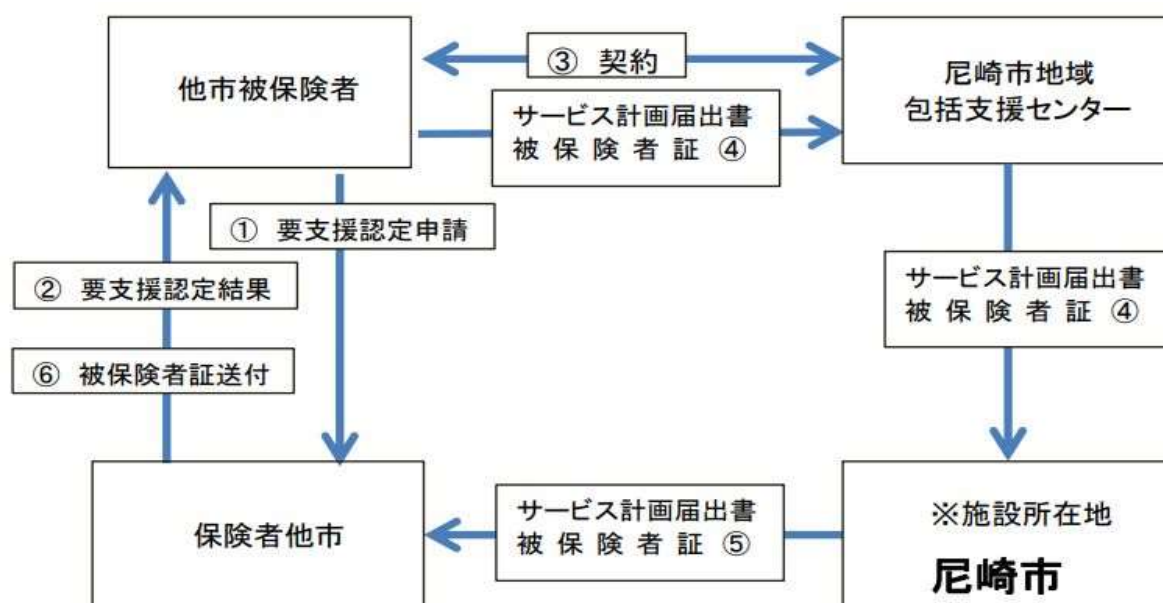 ③ 契約
他市被保険者
尼崎市地域
包括支援センター
サービス計画届出書
被保険者証 ④
① 要支援認定申請
② 要支援認定結果
サービス計画届出書
被保険者証 ④
⑥ 被保険者証送付
保険者他市
サービス計画届出書
被保険者証 ⑤
※施設所在地
尼崎市